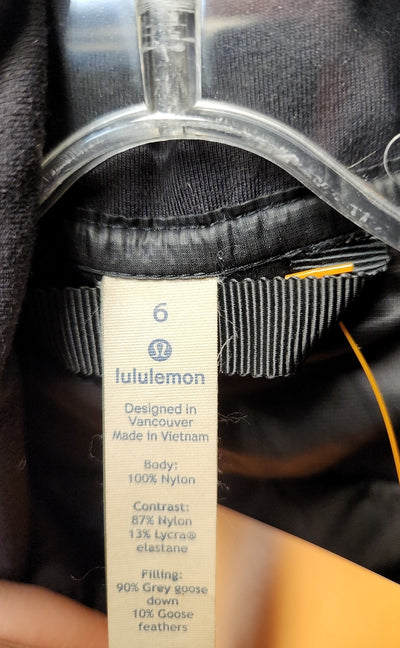 6
lululemon
Designed in
Vancouver
Made in Vietnam
Body:
100% Nylon
Contrast:
87% Nylon
13% Lycra®
elastane
Filling:
90% Grey goose
down
10% Goose
feathers